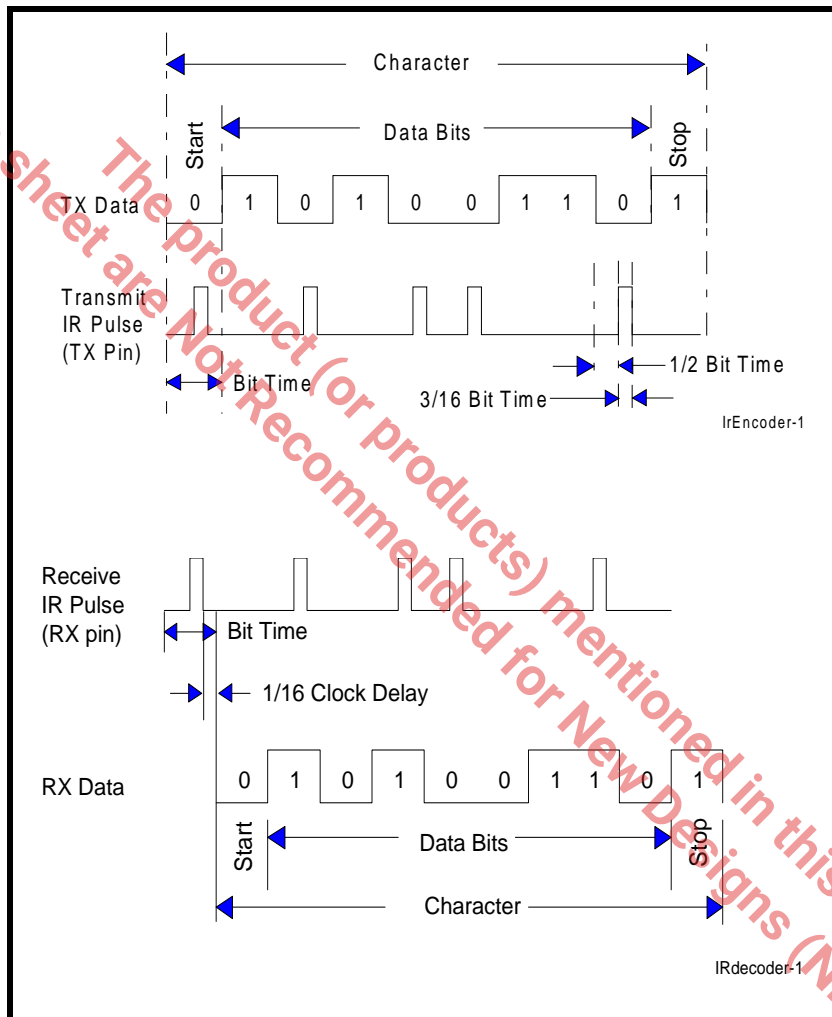 Character
Start
Data Bits
Stop
TX Data
0 1 0 1 0 0 1 1 0 1
Transmit
IR Pulse
(TX Pin)
Bit Time
1/2 Bit Time
3/16 Bit Time
IrEncoder-1
Receive
IR Pulse
(RX pin)
Bit Time
1/16 Clock Delay
RX Data
0 1 0 1 0 0 1 1 0 1
Start
Data Bits
Stop
Character
IRdecoder-1
The product (or products) mentioned in this
sheet are Not Recommended for New Designs (N